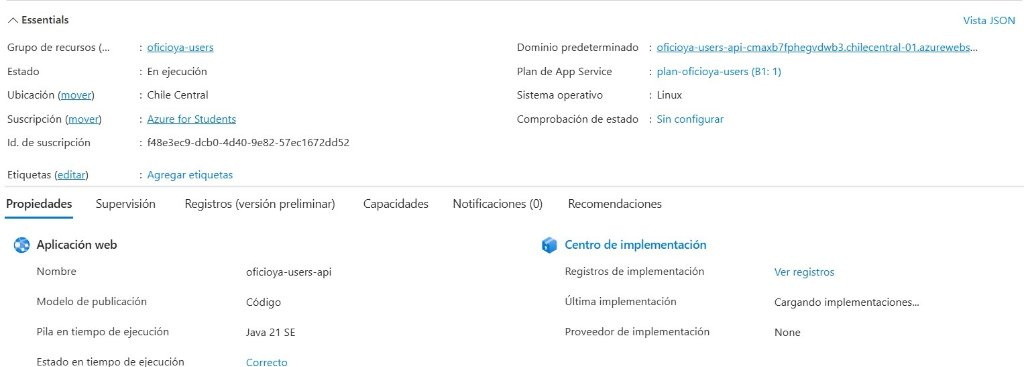 Essentials
Vista JSON
Grupo de recursos (... : oficioya-users
Estado : En ejecución
Ubicación (mover) : Chile Central
Suscripción (mover) : Azure for Students
Id. de suscripción : f48e3ec9-dcb0-4d40-9e82-57ec1672dd52
Etiquetas (editar) : Agregar etiquetas
Dominio predeterminado : oficioya-users-api-cmaxb7fphegvdwb3.chilecentral-01.azurewebs...
Plan de App Service : plan-oficioya-users (B1: 1)
Sistema operativo : Linux
Comprobación de estado : Sin configurar
Propiedades Supervisión Registros (versión preliminar) Capacidades Notificaciones (0) Recomendaciones
Aplicación web
Nombre oficioya-users-api
Modelo de publicación Código
Pila en tiempo de ejecución Java 21 SE
Estado en tiempo de ejecución Correcto
Centro de implementación
Registros de implementación Ver registros
Última implementación Cargando implementaciones...
Proveedor de implementación None